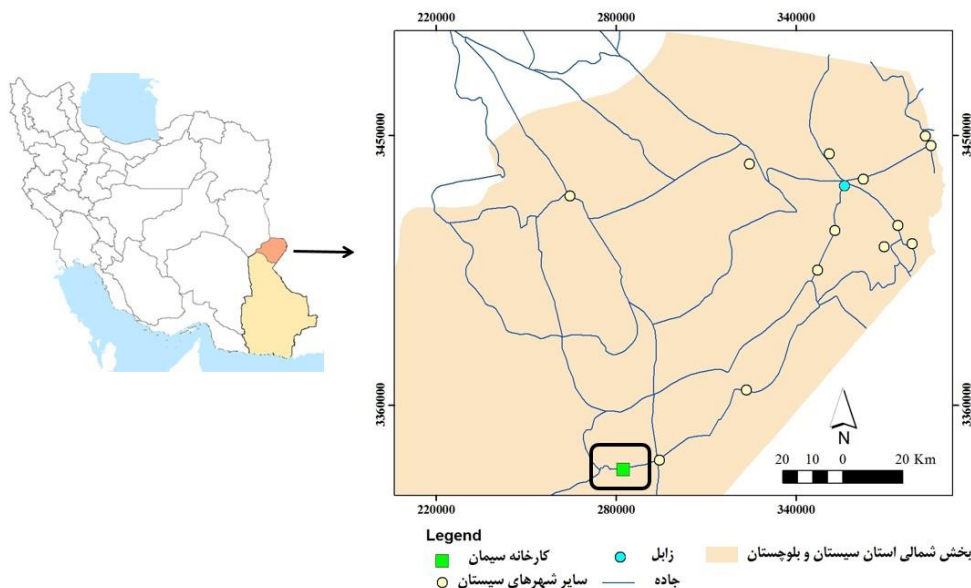 220000 280000 340000
3450000 3450000
3360000 3360000
N
20 10 0 20 Km
220000 280000 340000
Legend
کارخانه سیمان زابل بخش شمالی استان سیستان و بلوچستان
سایر شهرهای سیستان جاده